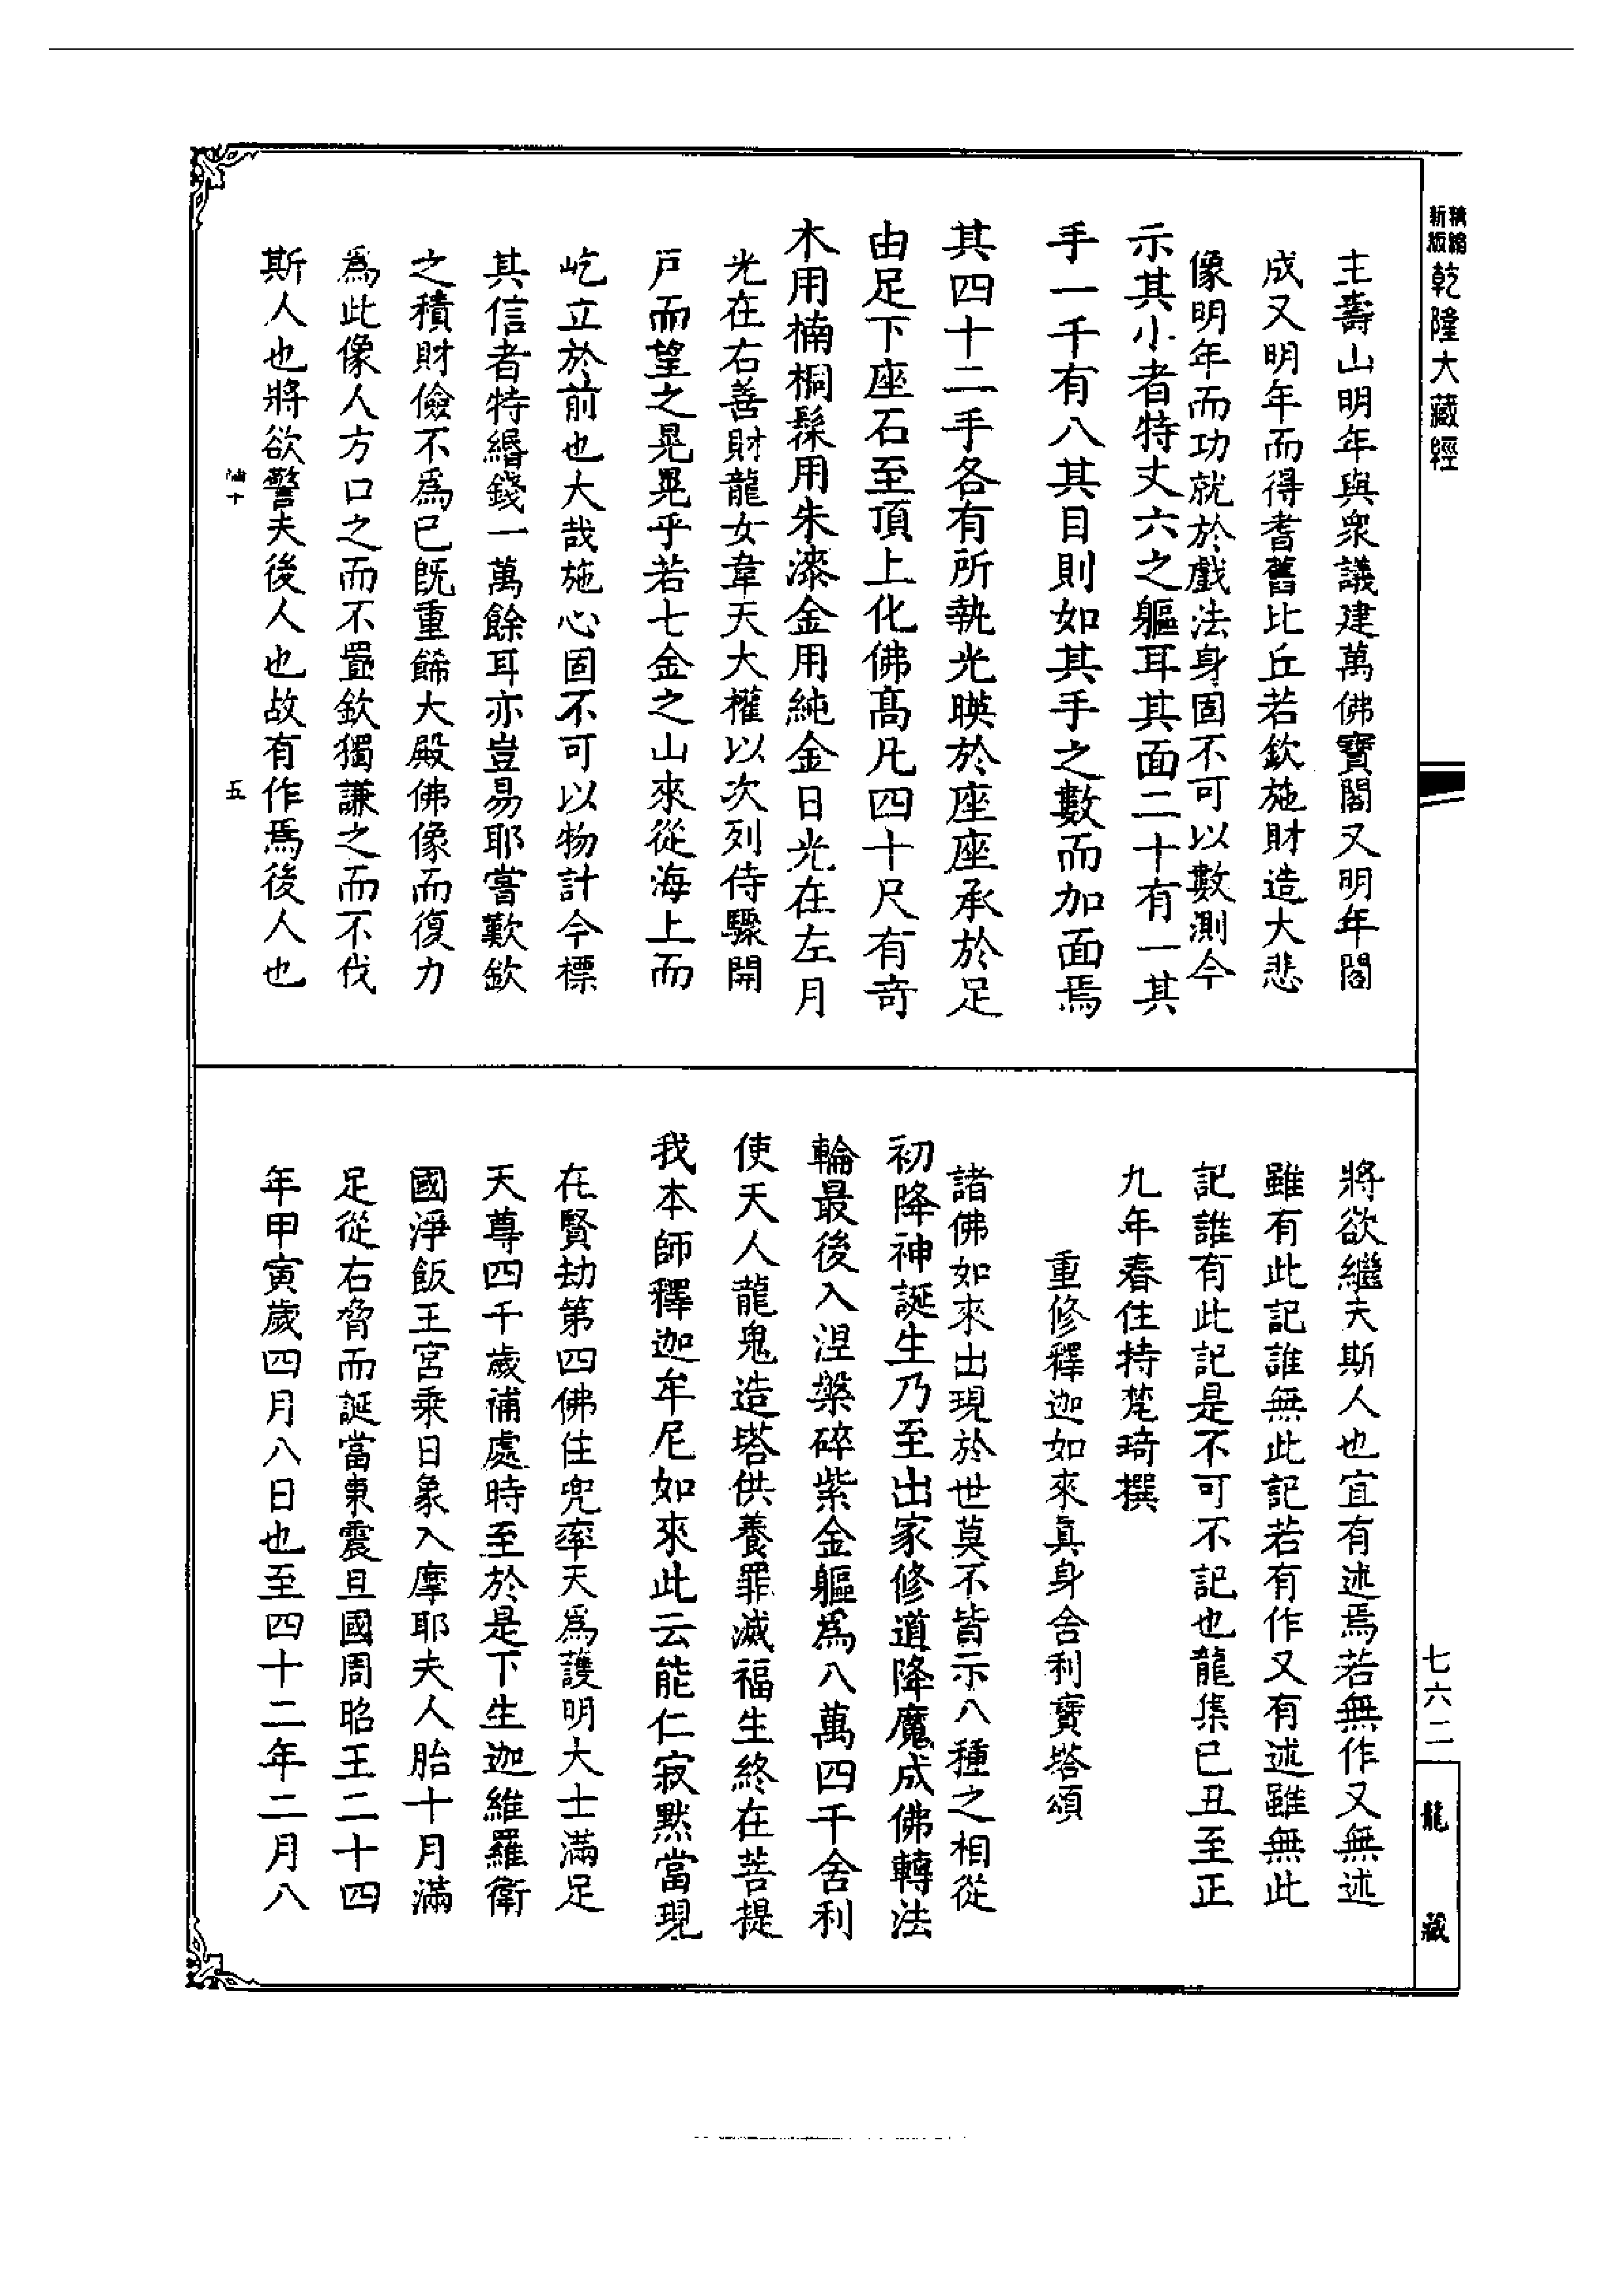 精縮
新版
乾隆大藏經
主壽山明年與衆議建萬佛寶閣又明年閣
成又明年而得耆舊比丘若欽施財造大悲
像明年而功就於戲法身固不可以數測今
示其小者特丈六之軀耳其面二十有一其
手一千有八其目則如其手之數而加面焉
其四十二手各有所執光暎於座座承於足
由足下座石至頂上化佛高凡四十尺有奇
木用楠桐髹用朱漆金用純金日光在左月
光在右善財龍女韋天大權以次列侍驟開
戸而望之晃晃乎若七金之山來從海上而
屹立於前也大哉施心固不可以物計今標
其信者特緡錢一萬餘耳亦豈易耶嘗歎欽
之積財儉不爲已旣重餙大殿佛像而復力
爲此像人方口之而不置欽獨謙之而不伐
斯人也將欲警夫後人也故有作焉後人也
五
將欲繼夫斯人也宜有述焉若無作又無述
雖有此記誰無此記若有作又有述雖無此
記誰有此記是不可不記也龍集已丑至正
九年春住持梵琦撰
重修釋迦如來眞身舍利寶塔頌
諸佛如來出現於世莫不皆示八種之相從
初降神誕生乃至出家修道降魔成佛轉法
輪最後入涅槃碎紫金軀爲八萬四千舍利
使天人龍鬼造塔供養罪滅福生終在菩提
我本師釋迦牟尼如來此云能仁寂默當現
在賢劫第四佛住兜率天爲護明大士滿足
天尊四千歲補處時至於是下生迦維羅衛
國淨飯王宮乘日象入摩耶夫人胎十月滿
足從右脅而誕當東震旦國周昭王二十四
年甲寅歲四月八日也至四十二年二月八
七六二
龍藏